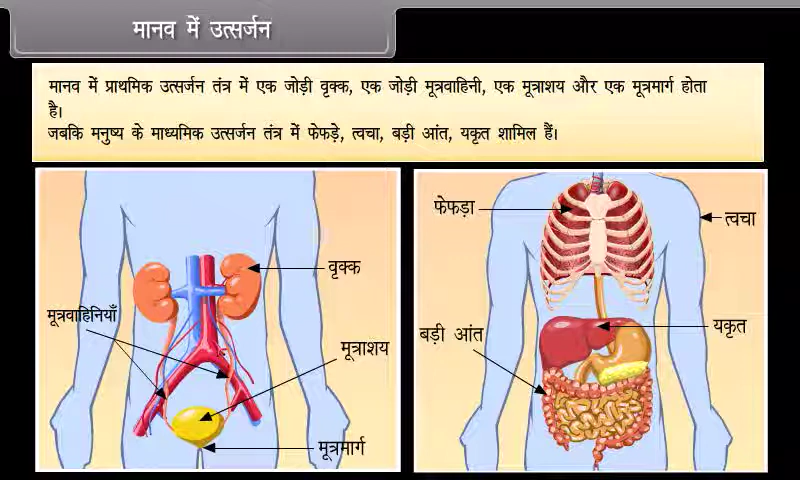 मानव में उत्सर्जन
मानव में प्राथमिक उत्सर्जन तंत्र में एक जोड़ी वृक्क, एक जोड़ी मूत्रवाहिनी, एक मूत्राशय और एक मूत्रमार्ग होता
है।
जबकि मनुष्य के माध्यमिक उत्सर्जन तंत्र में फेफड़े, त्वचा, बड़ी आंत, यकृत शामिल हैं।
वृक्क
मूत्रवाहिनियाँ
मूत्राशय
मूत्रमार्ग
फेफड़ा
त्वचा
यकृत
बड़ी आंत